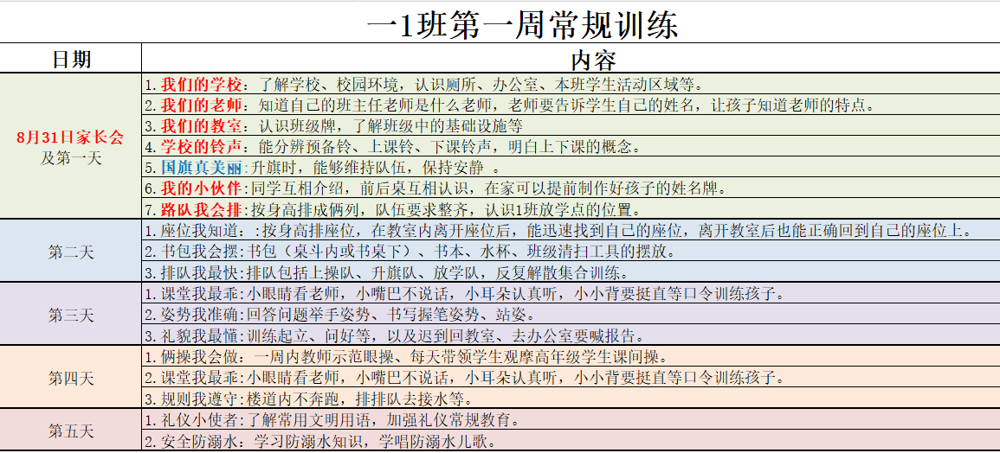 一1班第一周常规训练
日期 内容
8月31日家长会
及第一天
1.我们的学校：了解学校、校园环境，认识厕所、办公室、本班学生活动区域等。
2.我们的老师：知道自己的班主任老师是什么老师，老师要告诉学生自己的姓名，让孩子知道老师的特点。
3.我们的教室：认识班级牌，了解班级中的基础设施等
4.学校的铃声：能分辨预备铃、上课铃、下课铃声，明白上下课的概念。
5.国旗真美丽:升旗时，能够维持队伍，保持安静 。
6.我的小伙伴:同学互相介绍，前后桌互相认识，在家可以提前制作好孩子的姓名牌。
7.路队我会排:按身高排成俩列，队伍要求整齐，认识1班放学点的位置。
第二天
1.座位我知道：:按身高排座位，在教室内离开座位后，能迅速找到自己的座位，离开教室后也能正确回到自己的座位上。
2.书包我会摆:书包（桌斗内或书桌下）、书本、水杯、班级清扫工具的摆放。
3.排队我最快:排队包括上操队、升旗队、放学队，反复解散集合训练。
第三天
1.课堂我最乖:小眼睛看老师，小嘴巴不说话，小耳朵认真听，小小背要挺直等口令训练孩子。
2.姿势我准确:回答问题举手姿势、书写握笔姿势、站姿。
3.礼貌我最懂:训练起立、问好等，以及迟到回教室、去办公室要喊报告。
第四天
1.俩操我会做：一周内教师示范眼操、每天带领学生观摩高年级学生课间操。
2.课堂我最乖:小眼睛看老师，小嘴巴不说话，小耳朵认真听，小小背要挺直等口令训练孩子。
3.规则我遵守:楼道内不奔跑，排排队去接水等。
第五天
1.礼仪小使者:了解常用文明用语，加强礼仪常规教育。
2.安全防溺水：学习防溺水知识，学唱防溺水儿歌。